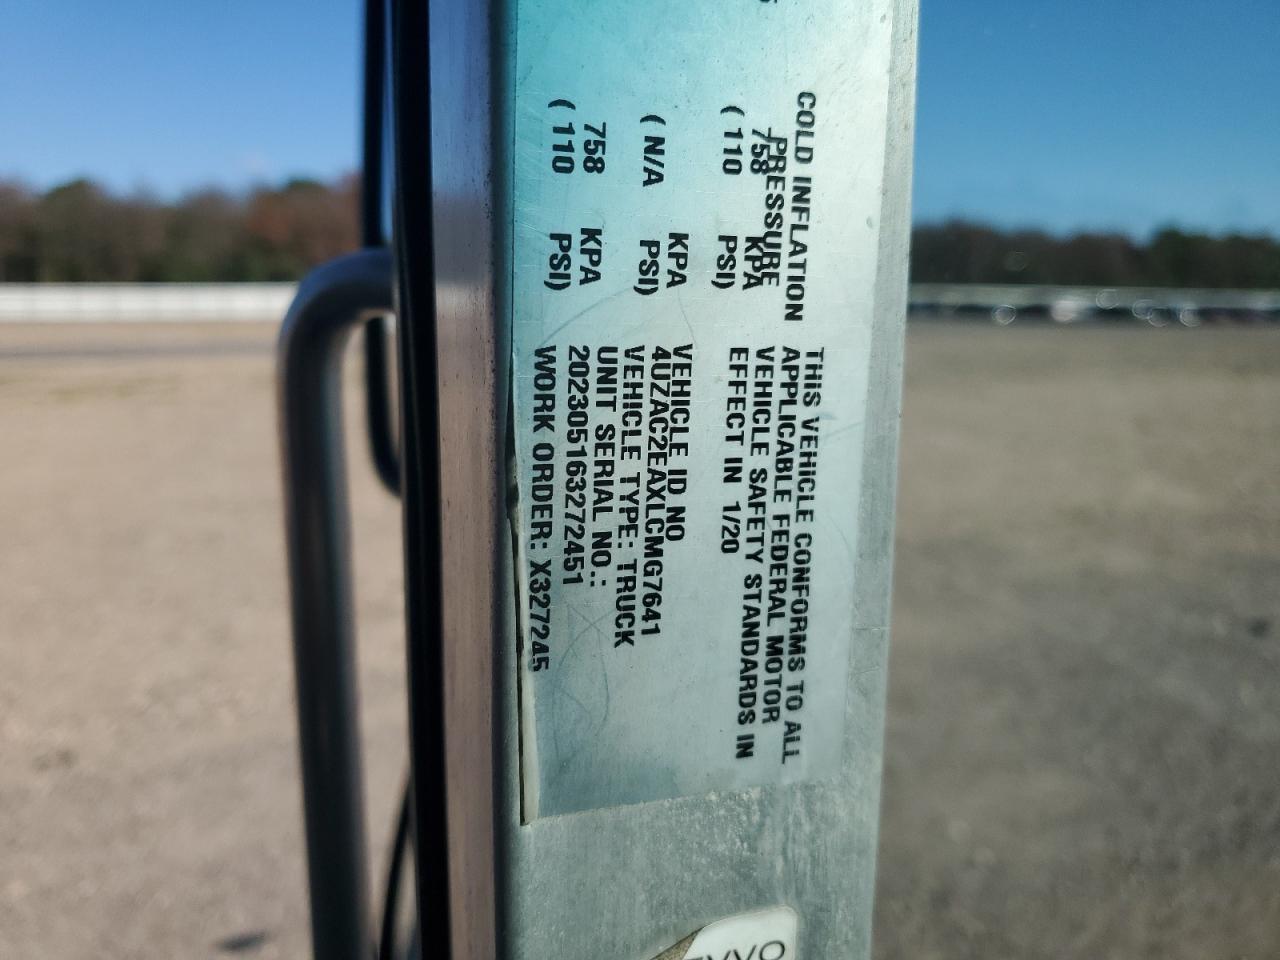 COLD INFLATION
PRESSURE
758 KPA
( 110 PSI)
KPA
( N/A PSI)
758 KPA
( 110 PSI)
THIS VEHICLE CONFORMS TO ALL
APPLICABLE FEDERAL MOTOR
VEHICLE SAFETY STANDARDS IN
EFFECT IN 1/20
VEHICLE ID NO
4UZAC2EAXLCMG7641
VEHICLE TYPE: TRUCK
UNIT SERIAL NO.:
202305163272451
WORK ORDER: X327245